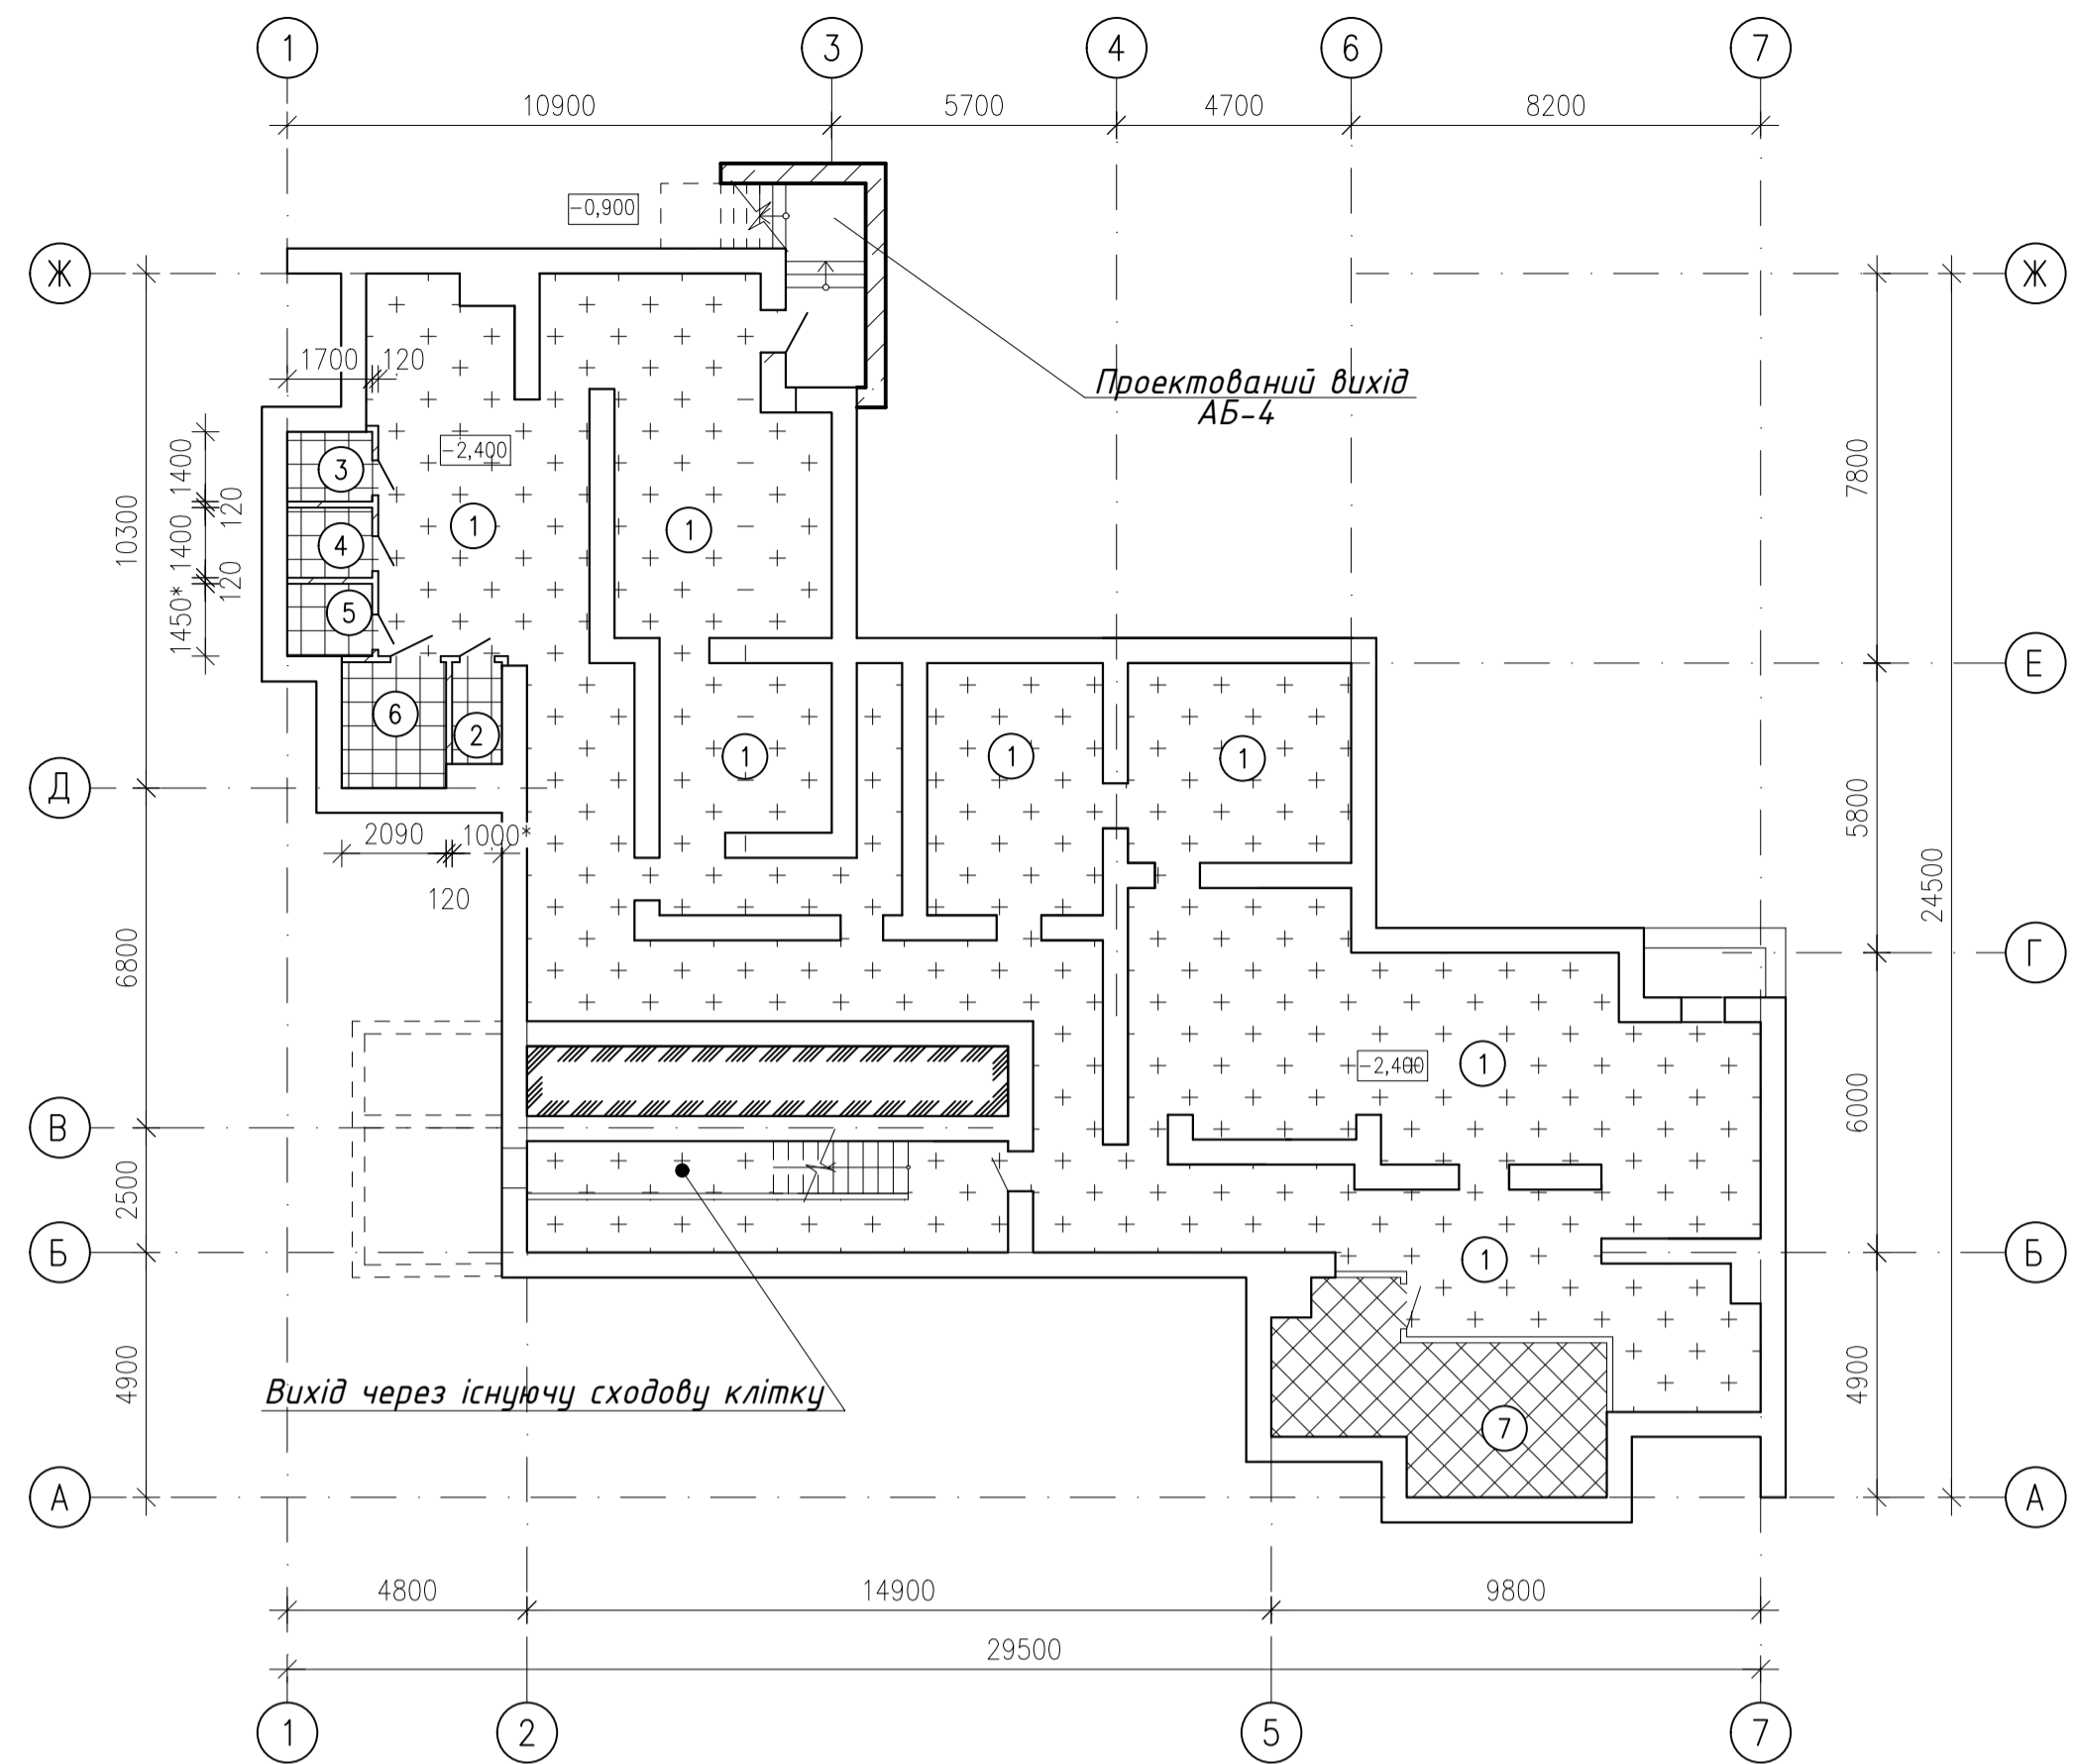 1 3 4 6 7
10900 5700 4700 8200
-0,900
Ж Ж
1700 120
Проектований вихід
АБ-4
-2,400
3
1400
120
10300
7800
4
1400
1 1
5
120
1450*
Е
6
2
1 1 1
Д
2090 1000*
120
5800
24500
6800
Г
-2,400
1
6000
В
2500
Б Б
1
4900
4900
Вихід через існуючу сходову клітку
7
А А
4800 14900 9800
29500
1 2 5 7